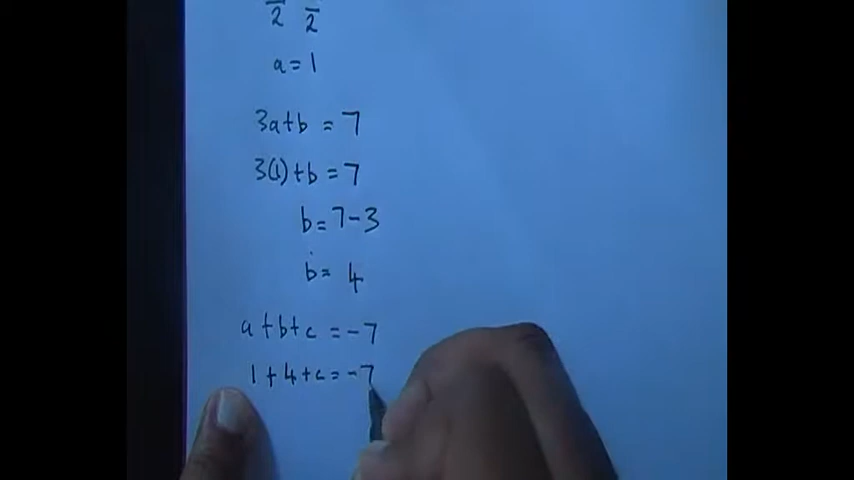 2 2
a = 1
3a+b = 7
3(1)+b = 7
b = 7-3
b = 4
a+b+c = -7
1+4+c = -7